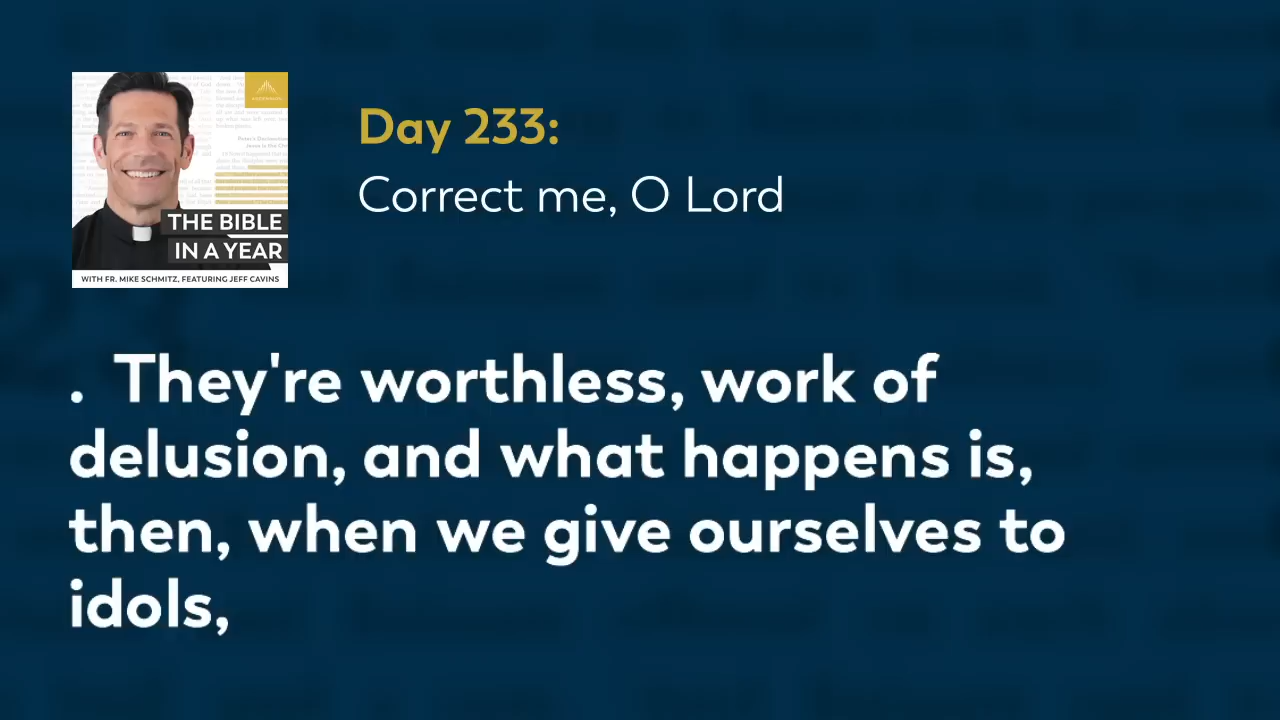 Day 233:
Correct me, O Lord
THE BIBLE
IN A YEAR
WITH FR. MIKE SCHMITZ, FEATURING JEFF CAVINS
. They're worthless, work of
delusion, and what happens is,
then, when we give ourselves to
idols,